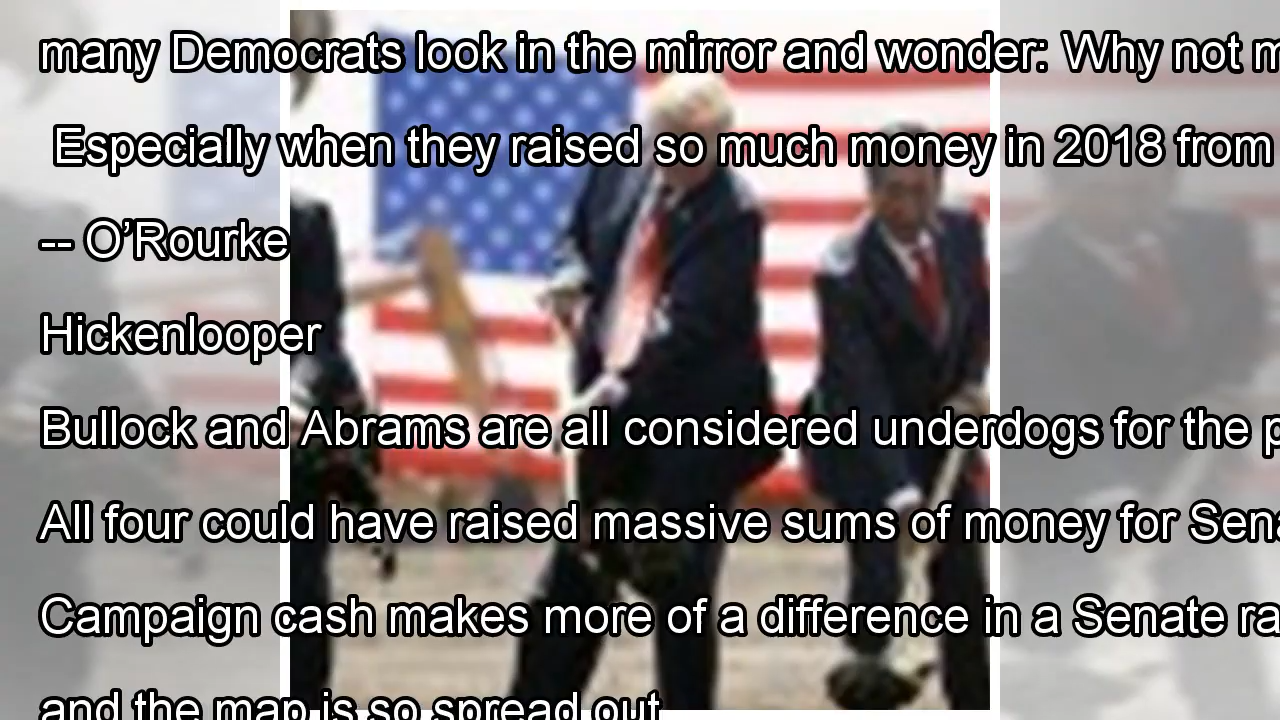 many Democrats look in the mirror and wonder: Why not
Especially when they raised so much money in 2018 from
-- O’Rourke
Hickenlooper
Bullock and Abrams are all considered underdogs for the
All four could have raised massive sums of money for
Campaign cash makes more of a difference in a Senate
and the map is so spread out